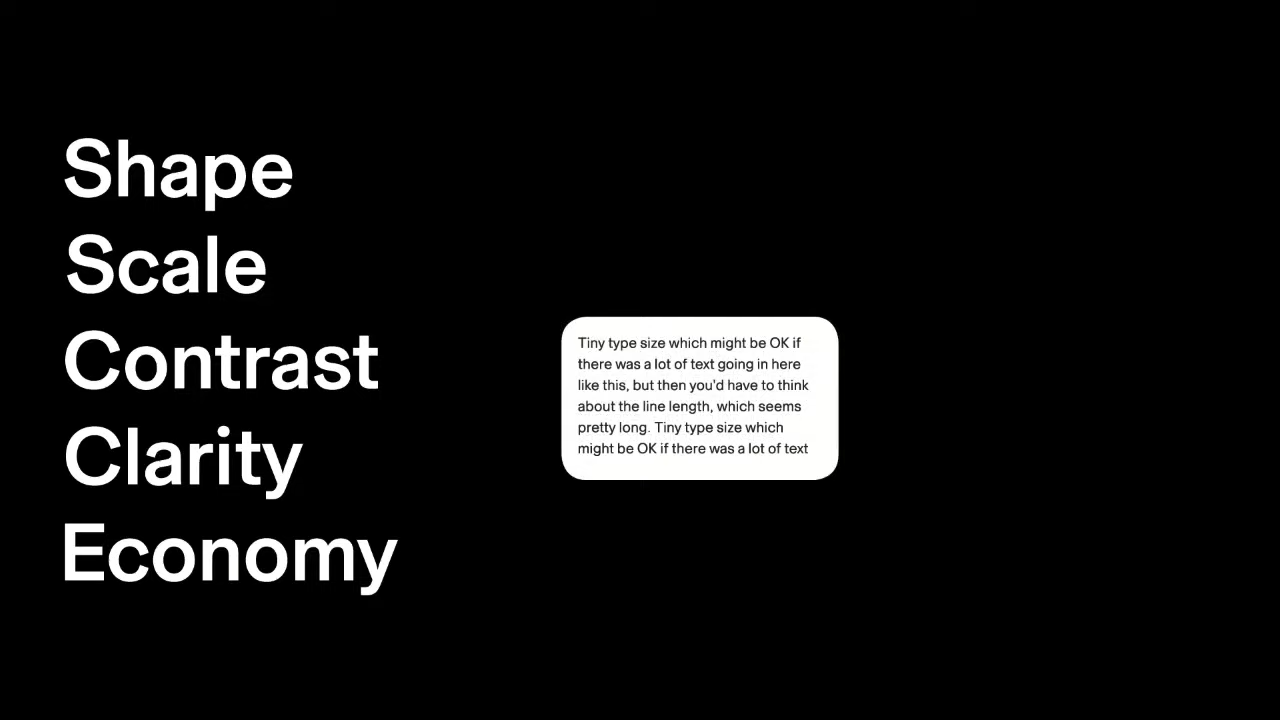 Shape
Scale
Contrast
Clarity
Economy
Tiny type size which might be OK if
there was a lot of text going in here
like this, but then you'd have to think
about the line length, which seems
pretty long. Tiny type size which
might be OK if there was a lot of text